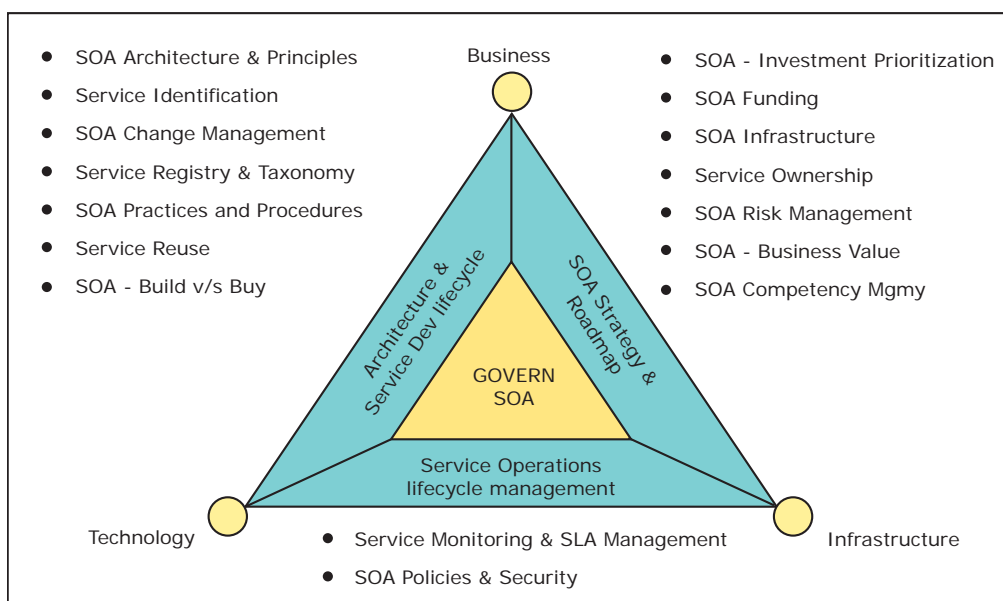 Business
SOA Architecture & Principles
Service Identification
SOA Change Management
Service Registry & Taxonomy
SOA Practices and Procedures
Service Reuse
SOA - Build v/s Buy
SOA - Investment Prioritization
SOA Funding
SOA Infrastructure
Service Ownership
SOA Risk Management
SOA - Business Value
SOA Competency Mgmy
Architecture &
Service Dev lifecycle
SOA Strategy &
Roadmap
GOVERN
SOA
Service Operations
lifecycle management
Technology
Infrastructure
Service Monitoring & SLA Management
SOA Policies & Security